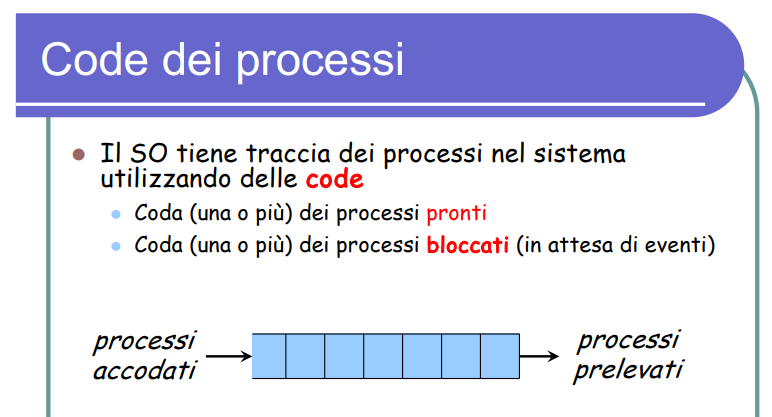 Code dei processi
Il SO tiene traccia dei processi nel sistema
utilizzando delle code
Coda (una o più) dei processi pronti
Coda (una o più) dei processi bloccati (in attesa di eventi)
processi
accodati
processi
prelevati